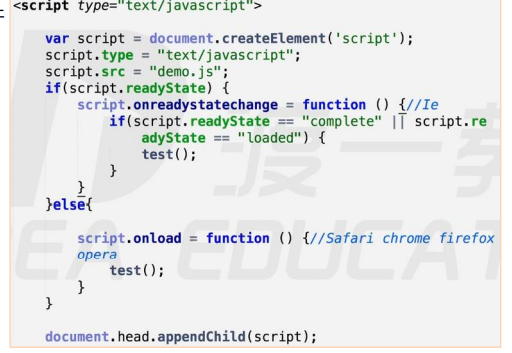 <script type="text/javascript">
var script = document.createElement('script');
script.type = "text/javascript";
script.src = "demo.js";
if(script.readyState) {
script.onreadystatechange = function () {//Ie
if(script.readyState == "complete" || script.re
adyState == "loaded") {
test();
}
}
}else{
script.onload = function () {//Safari chrome firefox
opera
test();
}
}
document.head.appendChild(script);